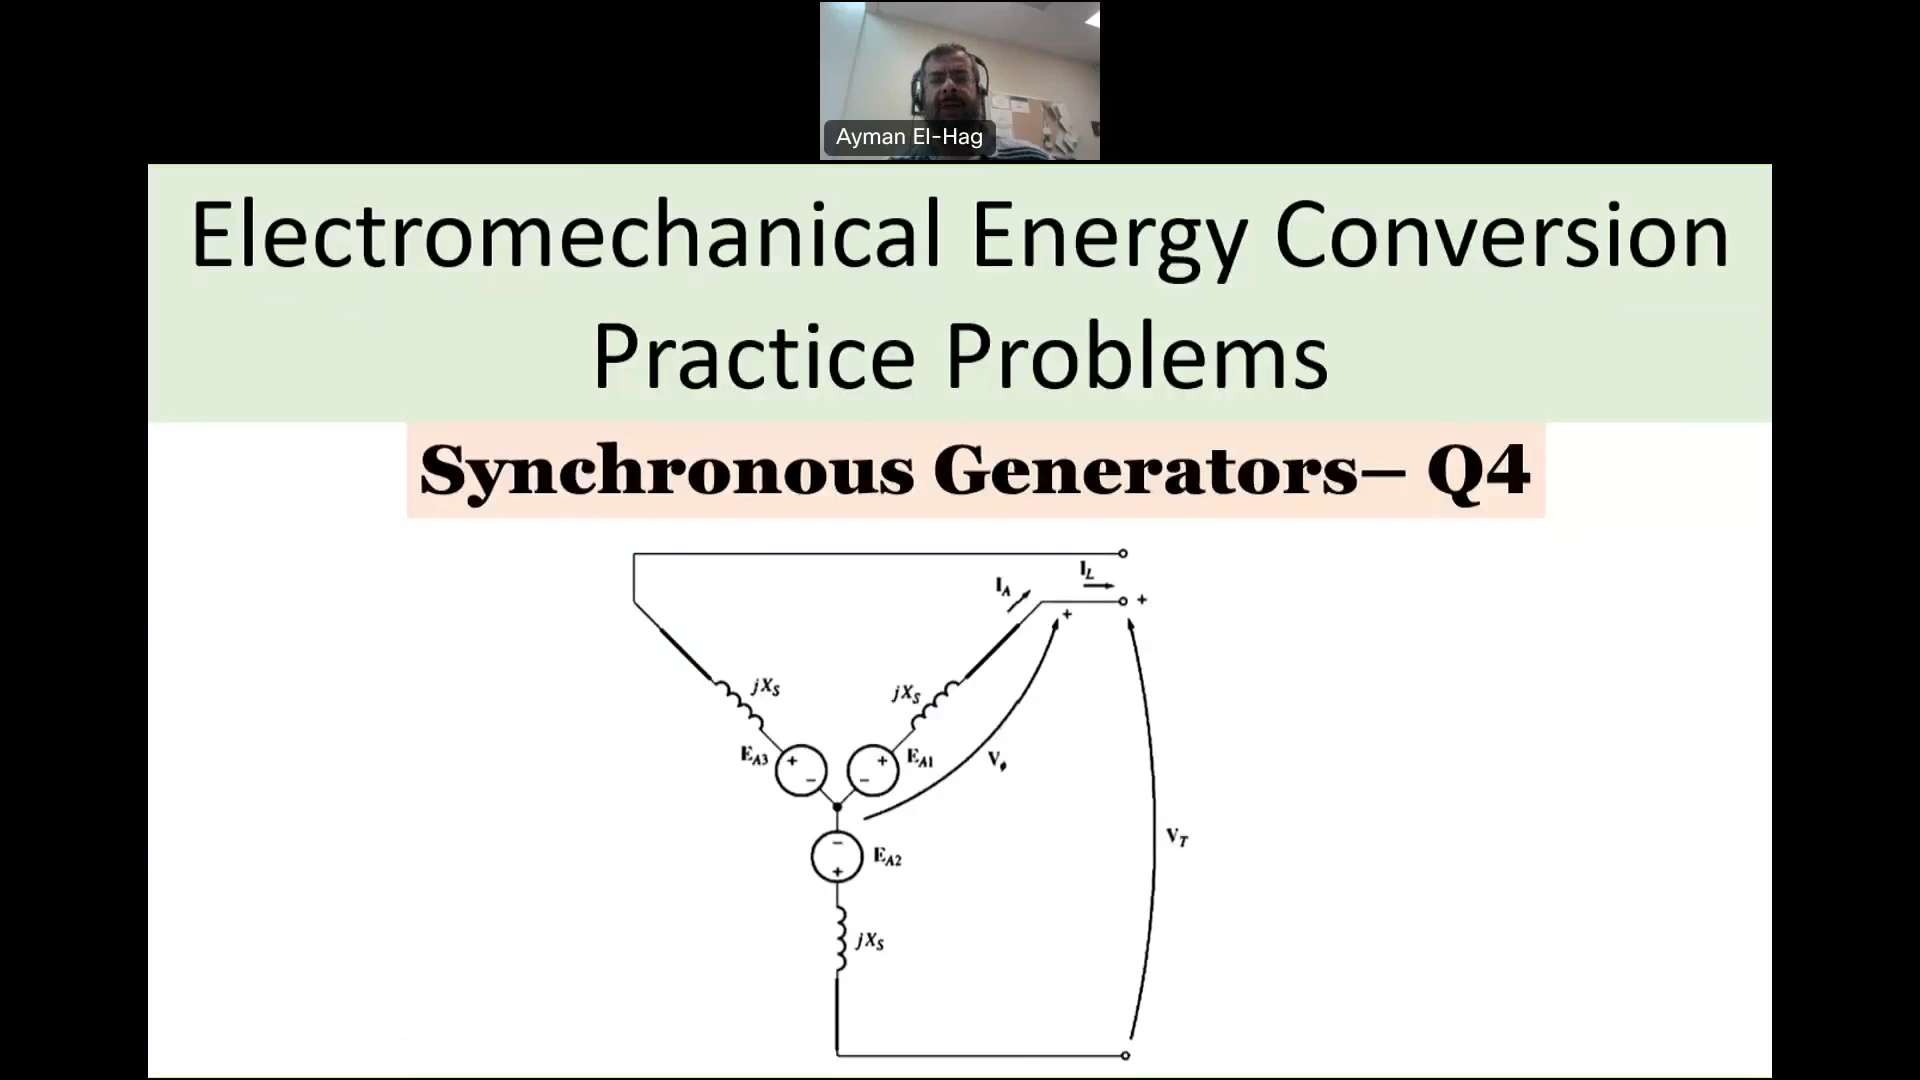 Ayman El-Hag
Electromechanical Energy Conversion
Practice Problems
Synchronous Generators– Q4
I_L
I_A
+
+
jX_S
jX_S
E_A3
+
−
+
−
E_A1
V_ϕ
−
+
E_A2
V_T
jX_S